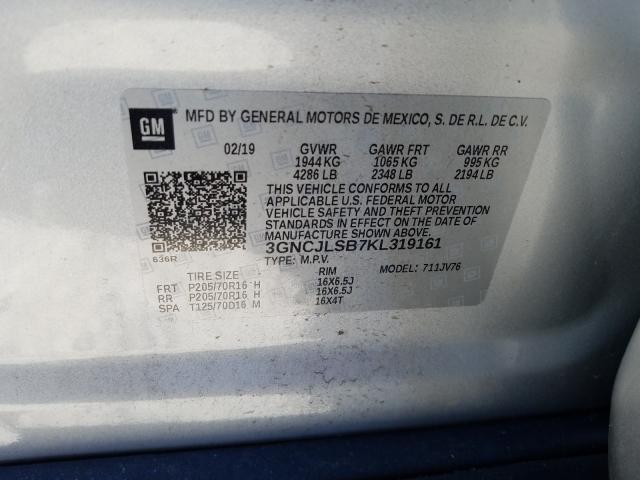 GM MFD BY GENERAL MOTORS DE MEXICO, S. DE R.L. DE C.V.
02/19 GVWR GAWR FRT GAWR RR
1944 KG 1065 KG 995 KG
4286 LB 2348 LB 2194 LB
THIS VEHICLE CONFORMS TO ALL
APPLICABLE U.S. FEDERAL MOTOR
VEHICLE SAFETY AND THEFT PREVENTION
STANDARDS IN EFFECT ON THE DATE OF
MANUFACTURE SHOWN ABOVE.
3GNCJLSB7KL319161
636R TYPE: M.P.V.
TIRE SIZE RIM MODEL: 711JV76
FRT P205/70R16 H 16X6.5J
RR P205/70R16 H 16X6.5J
SPA T125/70D16 M 16X4T